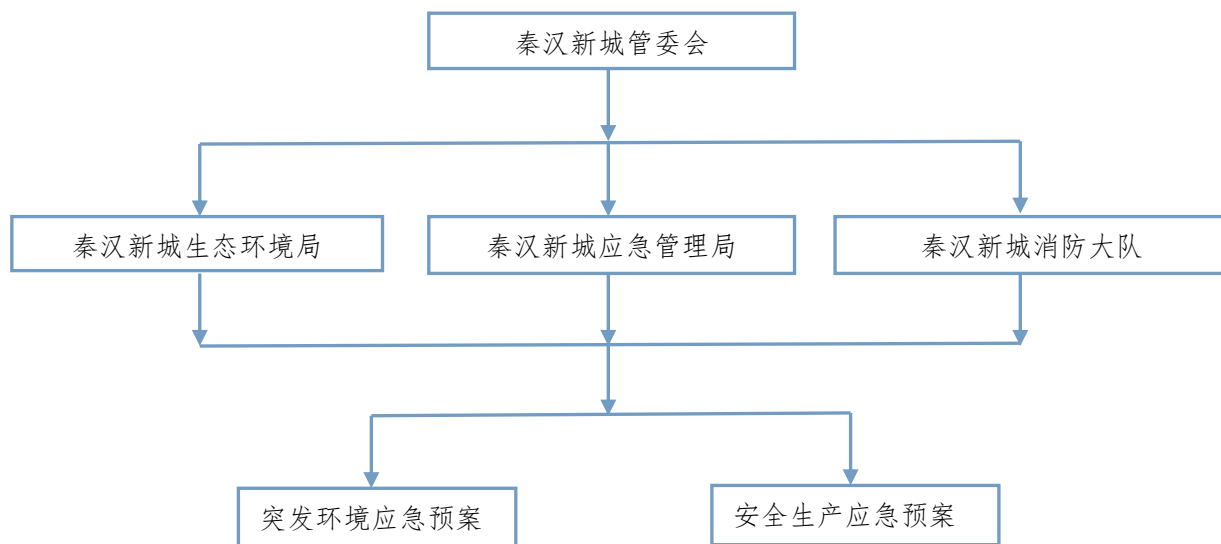 秦汉新城管委会
秦汉新城生态环境局
秦汉新城应急管理局
秦汉新城消防大队
突发环境应急预案
安全生产应急预案